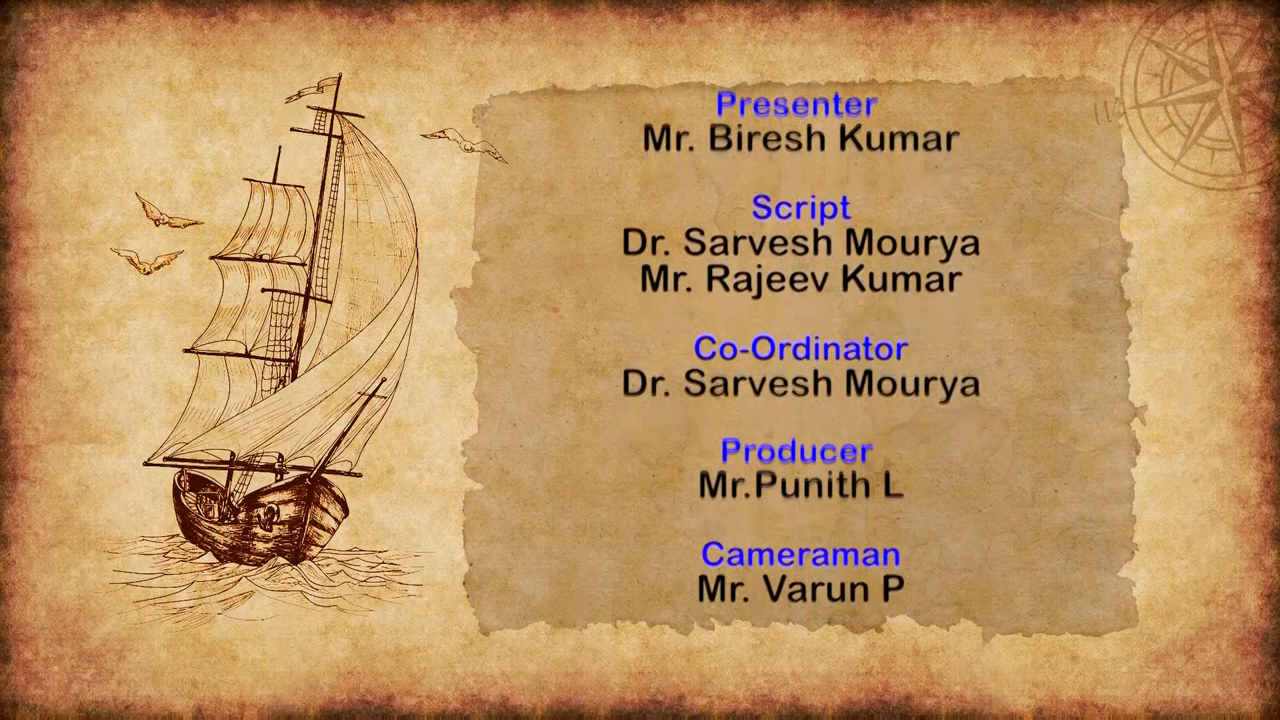 Presenter
Mr. Biresh Kumar
Script
Dr. Sarvesh Mourya
Mr. Rajeev Kumar
Co-Ordinator
Dr. Sarvesh Mourya
Producer
Mr.Punith L
Cameraman
Mr. Varun P